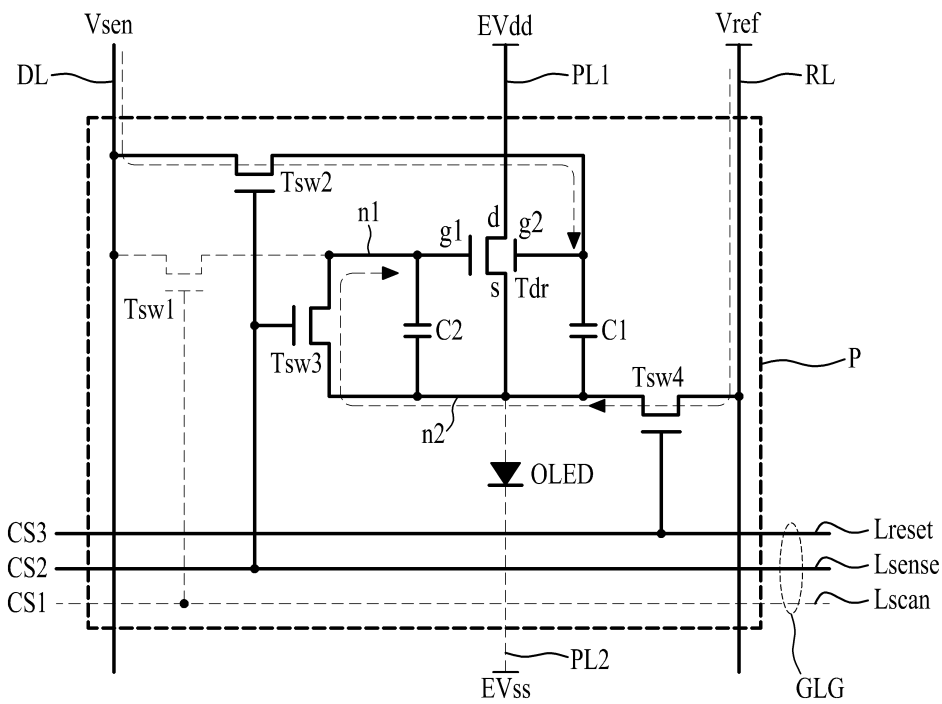 Vsen
EVdd
Vref
DL
PL1
RL
Tsw2
n1
g1
d
g2
Tsw1
s
Tdr
Tsw3
C2
C1
Tsw4
P
n2
OLED
CS3
Lreset
CS2
Lsense
CS1
Lscan
PL2
EVss
GLG